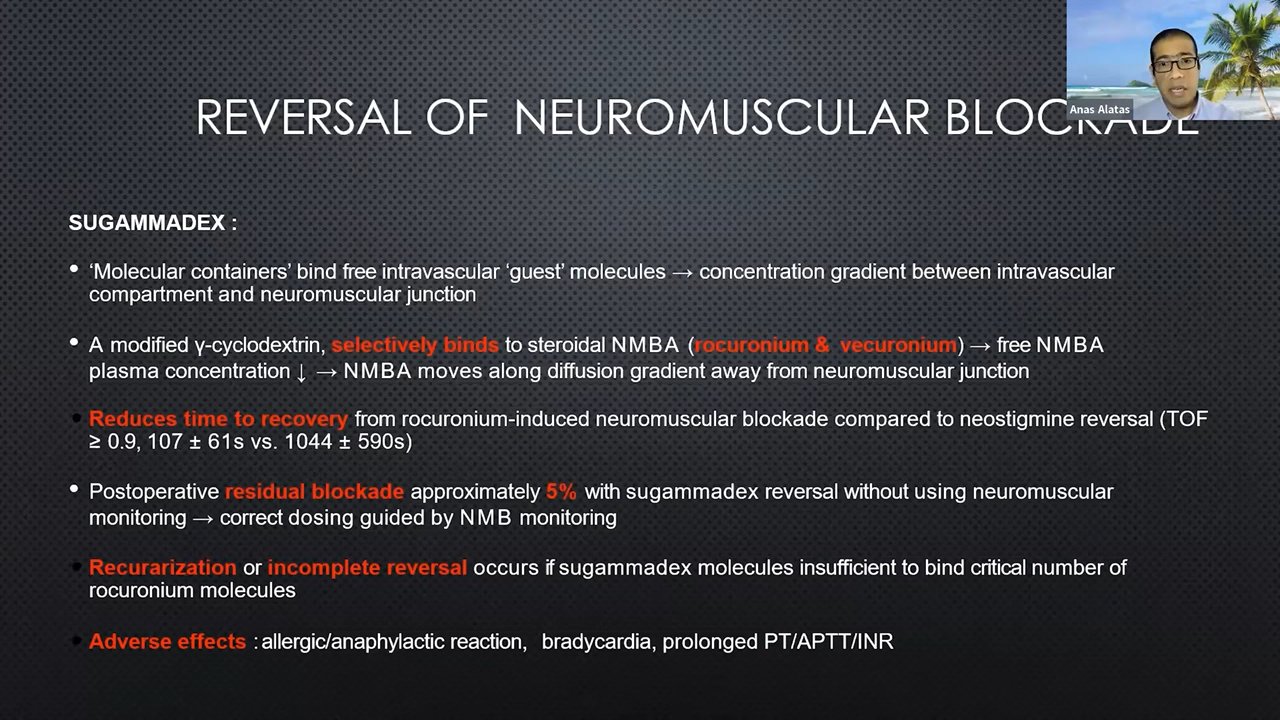 REVERSAL OF NEUROMUSCULAR BLOCKADE
Anas Alatas
SUGAMMADEX :
• ‘Molecular containers’ bind free intravascular ‘guest’ molecules → concentration gradient between intravascular
compartment and neuromuscular junction
• A modified γ-cyclodextrin, selectively binds to steroidal NMBA (rocuronium & vecuronium) → free NMBA
plasma concentration ↓ → NMBA moves along diffusion gradient away from neuromuscular junction
• Reduces time to recovery from rocuronium-induced neuromuscular blockade compared to neostigmine reversal (TOF
≥ 0.9, 107 ± 61s vs. 1044 ± 590s)
• Postoperative residual blockade approximately 5% with sugammadex reversal without using neuromuscular
monitoring → correct dosing guided by NMB monitoring
• Recurarization or incomplete reversal occurs if sugammadex molecules insufficient to bind critical number of
rocuronium molecules
• Adverse effects : allergic/anaphylactic reaction, bradycardia, prolonged PT/APTT/INR